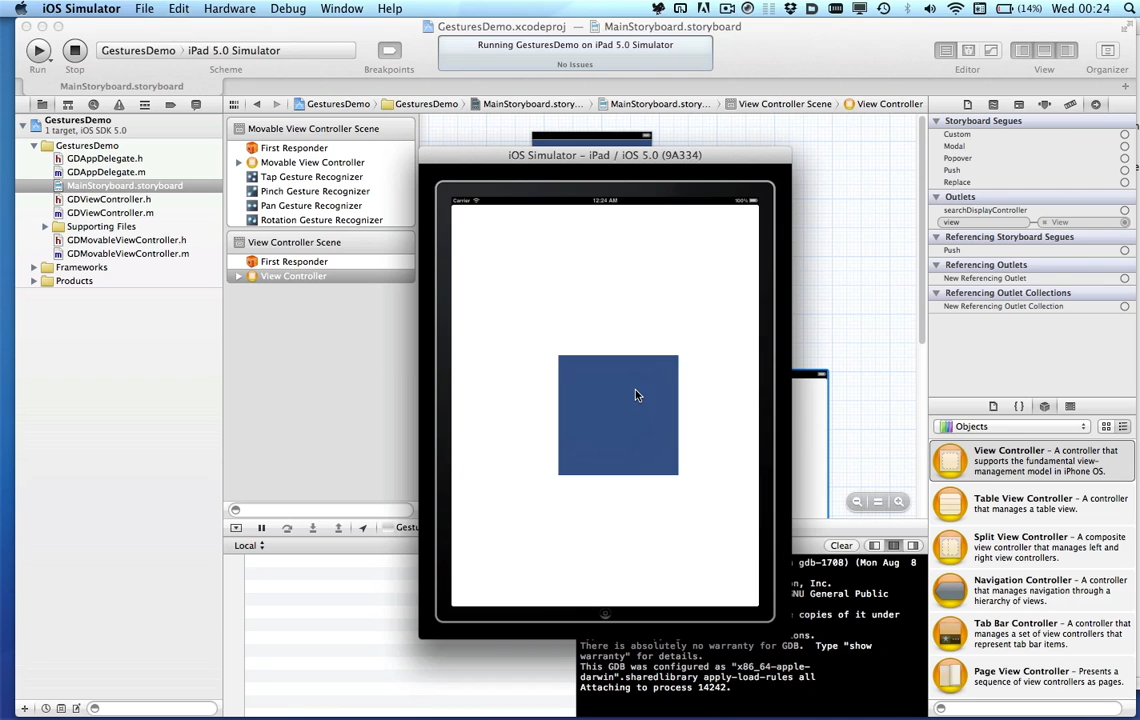 iOS Simulator File Edit Hardware Debug Window Help
(14%) Wed 00:24
GesturesDemo.xcodeproj — MainStoryboard.storyboard
GesturesDemo iPad 5.0 Simulator
Running GesturesDemo on iPad 5.0 Simulator
No Issues
Run Stop Scheme Breakpoints Editor View Organizer
MainStoryboard.storyboard
GesturesDemo GesturesDemo MainStoryboard.sto... MainStoryboard.sto... View Controller Scene View Controller
GesturesDemo
1 target, iOS SDK 5.0
GesturesDemo
GDAppDelegate.h
GDAppDelegate.m
MainStoryboard.storyboard
GDViewController.h
GDViewController.m
Supporting Files
GDMovableViewController.h
GDMovableViewController.m
Frameworks
Products
Movable View Controller Scene
First Responder
Movable View Controller
Tap Gesture Recognizer
Pinch Gesture Recognizer
Pan Gesture Recognizer
Rotation Gesture Recognizer
View Controller Scene
First Responder
View Controller
iOS Simulator - iPad / iOS 5.0 (9A334)
Carrier 12:24 AM 100%
Gestu
Local
Clear
gdb-1708) (Mon Aug 8
on, Inc.
NU General Public
e copies of it under
ions.
There is absolutely no warranty for GDB. Type "show
warranty" for details.
This GDB was configured as "x86_64-apple-
darwin".sharedlibrary apply-load-rules all
Attaching to process 14242.
Storyboard Segues
Custom
Modal
Popover
Push
Replace
Outlets
searchDisplayController
view View
Referencing Storyboard Segues
Push
Referencing Outlets
New Referencing Outlet
Referencing Outlet Collections
New Referencing Outlet Collection
Objects
View Controller - A controller that
supports the fundamental view-
management model in iPhone OS.
Table View Controller - A controller
that manages a table view.
Split View Controller - A composite
view controller that manages left and
right view controllers.
Navigation Controller - A controller
that manages navigation through a
hierarchy of views.
Tab Bar Controller - A controller that
manages a set of view controllers that
represent tab bar items.
Page View Controller - Presents a
sequence of view controllers as pages.